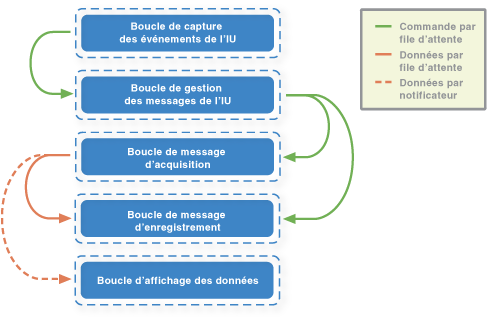 Boucle de capture
des événements de l'IU
Boucle de gestion
des messages de l'IU
Boucle de message
d'acquisition
Boucle de message
d'enregistrement
Boucle d'affichage des données
Commande par
file d'attente
Données par
file d'attente
Données par
notificateur